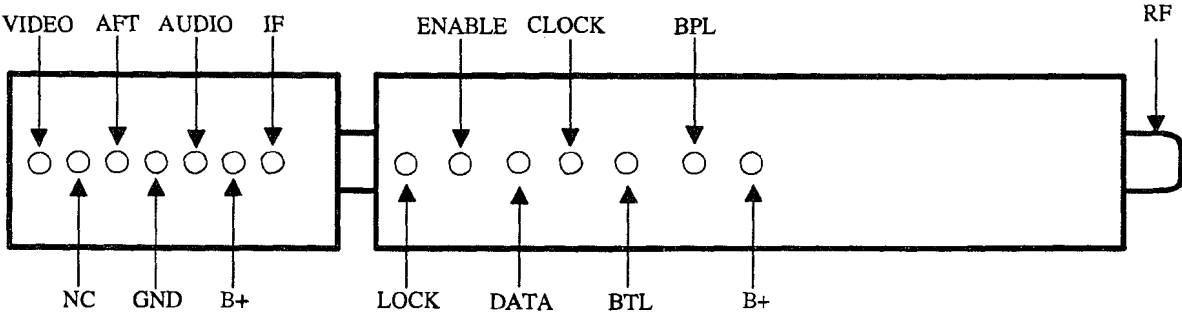 VIDEO AFT AUDIO IF ENABLE CLOCK BPL RF
NC GND B+ LOCK DATA BTL B+